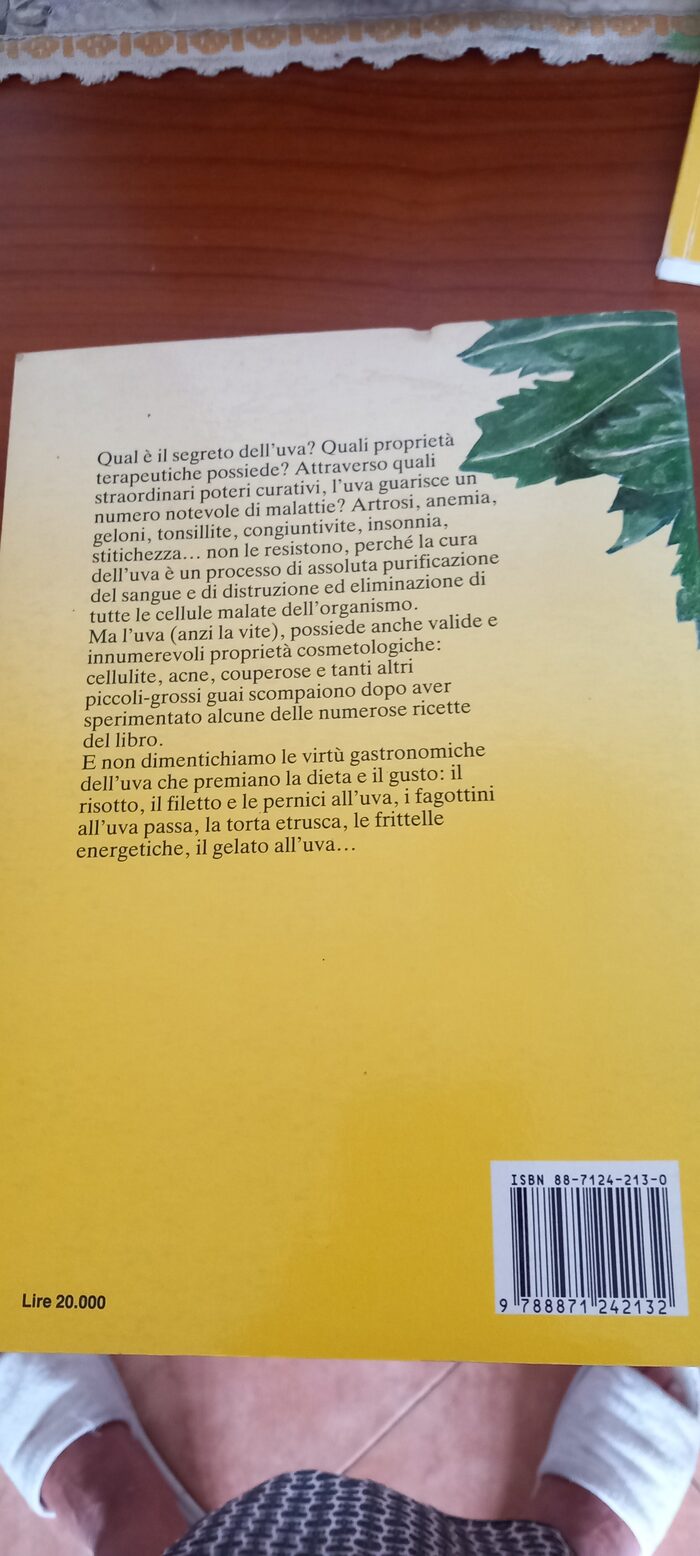 Qual è il segreto dell'uva? Quali proprietà
terapeutiche possiede? Attraverso quali
straordinari poteri curativi, l'uva guarisce un
numero notevole di malattie? Artrosi, anemia,
geloni, tonsillite, congiuntivite, insonnia,
stitichezza... non le resistono, perché la cura
dell'uva è un processo di assoluta purificazione
del sangue e di distruzione ed eliminazione di
tutte le cellule malate dell'organismo.
Ma l'uva (anzi la vite), possiede anche valide e
innumerevoli proprietà cosmetologiche:
cellulite, acne, couperose e tanti altri
piccoli-grossi guai scompaiono dopo aver
sperimentato alcune delle numerose ricette
del libro.
E non dimentichiamo le virtù gastronomiche
dell'uva che premiano la dieta e il gusto: il
risotto, il filetto e le pernici all'uva, i fagottini
all'uva passa, la torta etrusca, le frittelle
energetiche, il gelato all'uva...
ISBN 88-7124-213-0
9 788871 242132
Lire 20.000